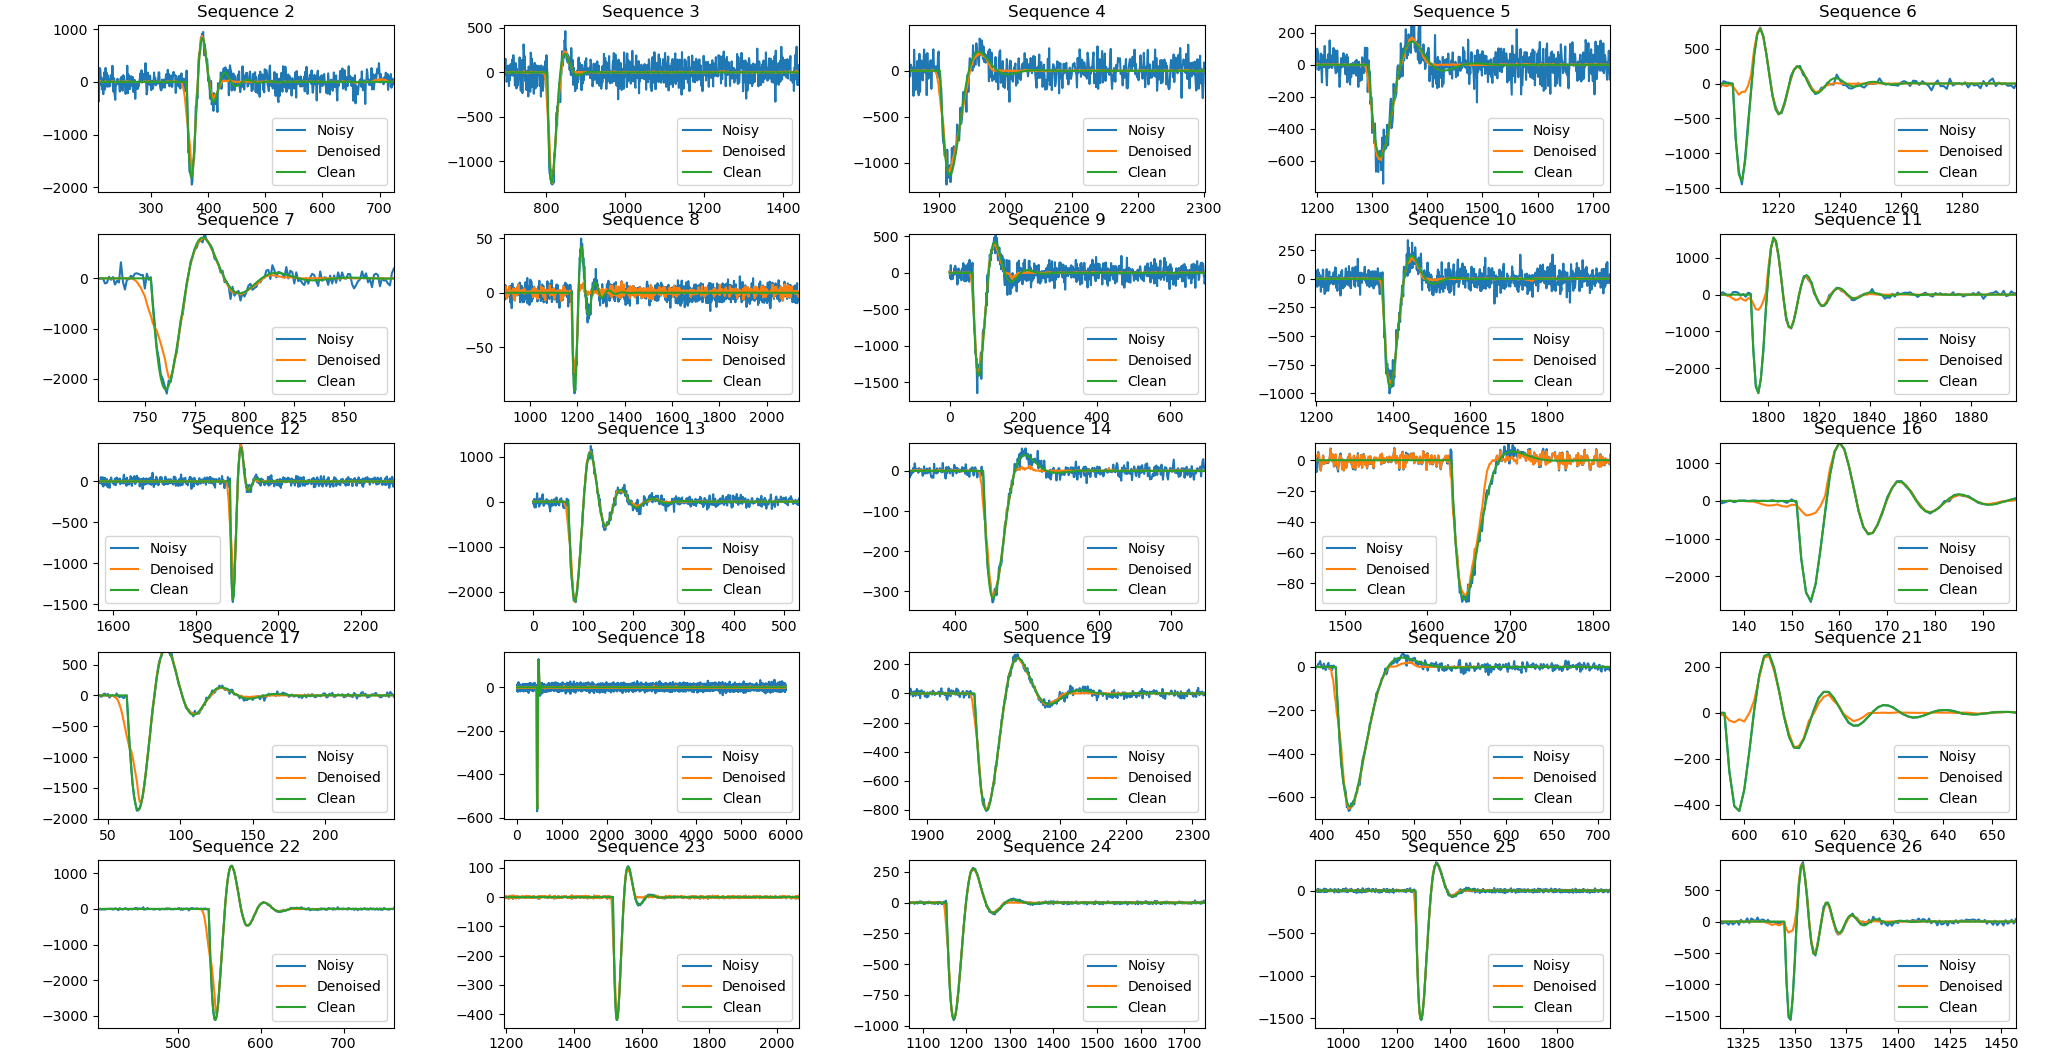 Sequence 2
1000
0
−1000
−2000
Noisy
Denoised
Clean
300 400 500 600 700
Sequence 3
500
0
−500
−1000
Noisy
Denoised
Clean
800 1000 1200 1400
Sequence 4
0
−500
−1000
Noisy
Denoised
Clean
1900 2000 2100 2200 2300
Sequence 5
200
0
−200
−400
−600
Noisy
Denoised
Clean
1200 1300 1400 1500 1600 1700
Sequence 6
500
0
−500
−1000
−1500
Noisy
Denoised
Clean
1220 1240 1260 1280
Sequence 7
0
−1000
−2000
Noisy
Denoised
Clean
750 775 800 825 850
Sequence 8
50
0
−50
Noisy
Denoised
Clean
1000 1200 1400 1600 1800 2000
Sequence 9
500
0
−500
−1000
−1500
Noisy
Denoised
Clean
0 200 400 600
Sequence 10
250
0
−250
−500
−750
−1000
Noisy
Denoised
Clean
1200 1400 1600 1800
Sequence 11
1000
0
−1000
−2000
Noisy
Denoised
Clean
1800 1820 1840 1860 1880
Sequence 12
0
−500
−1000
−1500
Noisy
Denoised
Clean
1600 1800 2000 2200
Sequence 13
1000
0
−1000
−2000
Noisy
Denoised
Clean
0 100 200 300 400 500
Sequence 14
0
−100
−200
−300
Noisy
Denoised
Clean
400 500 600 700
Sequence 15
0
−20
−40
−60
−80
Noisy
Denoised
Clean
1500 1600 1700 1800
Sequence 16
1000
0
−1000
−2000
Noisy
Denoised
Clean
140 150 160 170 180 190
Sequence 17
500
0
−500
−1000
−1500
−2000
Noisy
Denoised
Clean
50 100 150 200
Sequence 18
0
−200
−400
−600
Noisy
Denoised
Clean
0 1000 2000 3000 4000 5000 6000
Sequence 19
200
0
−200
−400
−600
−800
Noisy
Denoised
Clean
1900 2000 2100 2200 2300
Sequence 20
0
−200
−400
−600
Noisy
Denoised
Clean
400 450 500 550 600 650 700
Sequence 21
200
0
−200
−400
Noisy
Denoised
Clean
600 610 620 630 640 650
Sequence 22
1000
0
−1000
−2000
−3000
Noisy
Denoised
Clean
500 600 700
Sequence 23
100
0
−100
−200
−300
−400
Noisy
Denoised
Clean
1200 1400 1600 1800 2000
Sequence 24
250
0
−250
−500
−750
−1000
Noisy
Denoised
Clean
1100 1200 1300 1400 1500 1600 1700
Sequence 25
0
−500
−1000
−1500
Noisy
Denoised
Clean
1000 1200 1400 1600 1800
Sequence 26
500
0
−500
−1000
−1500
Noisy
Denoised
Clean
1325 1350 1375 1400 1425 1450